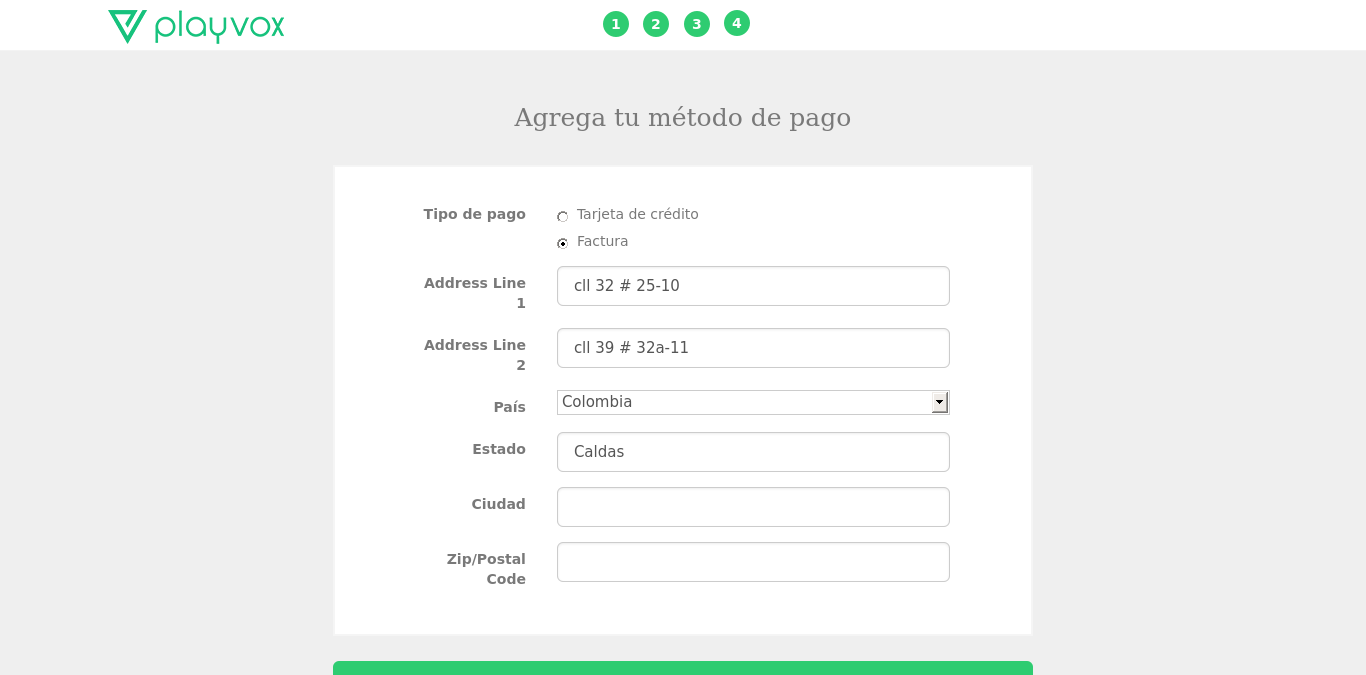 playvox
1 2 3 4
Agrega tu método de pago
Tipo de pago
Tarjeta de crédito
Factura
Address Line
1
cll 32 # 25-10
Address Line
2
cll 39 # 32a-11
País
Colombia
Estado
Caldas
Ciudad
Zip/Postal
Code